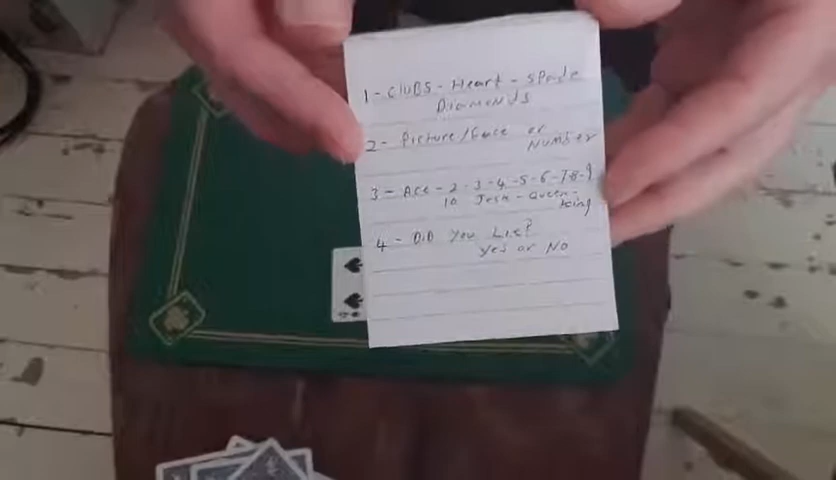 1 - CLUBS - Heart - Spade
Diamonds
2 - Picture/Face or
Number
3 - Ace - 2 - 3 - 4 - 5 - 6 - 7 - 8 - 9
10 Jack - Queen -
King
4 - DiD You Lie?
Yes or No